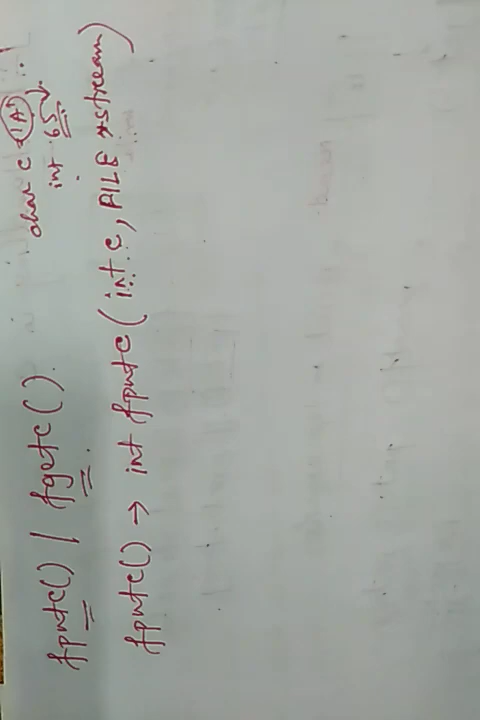 fputc() / fgetc().
char c = 'A'
int 65
fputc() → int fputc ( int c, FILE *stream)